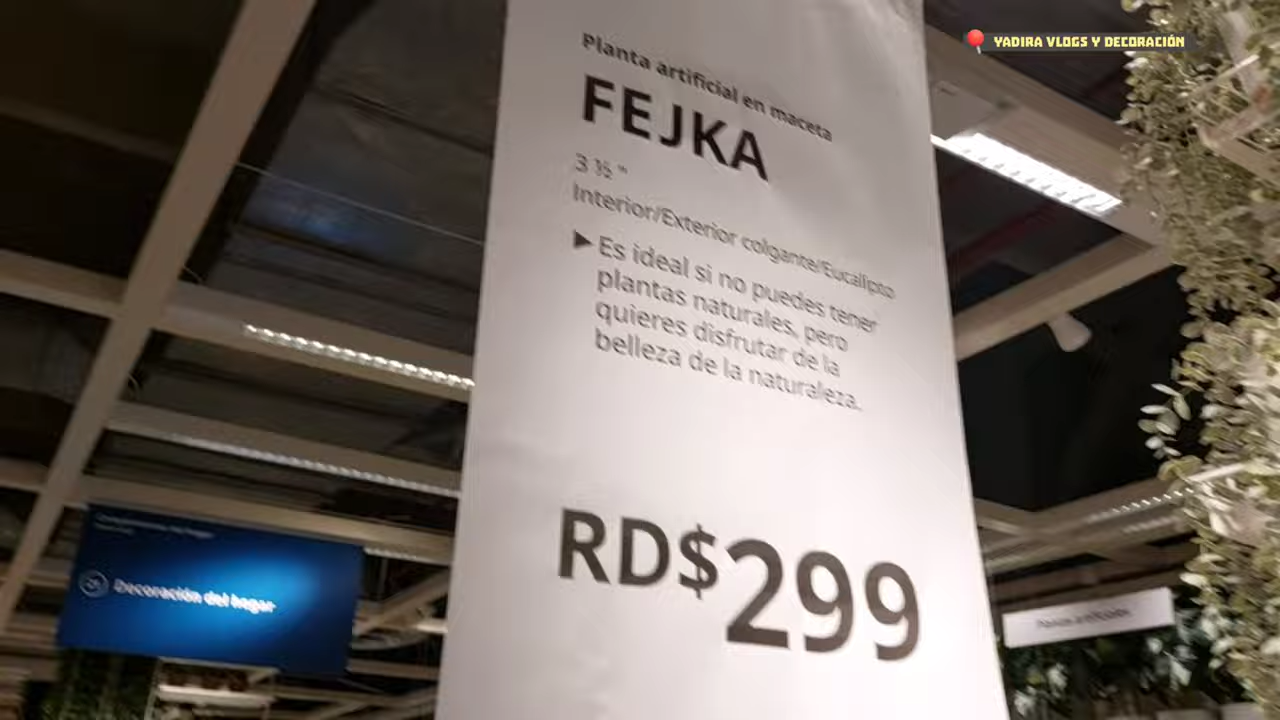 YADIRA VLOGS Y DECORACIÓN
Planta artificial en maceta
FEJKA
3 ½ "
Interior/Exterior colgante/Eucalipto
▶ Es ideal si no puedes tener
plantas naturales, pero
quieres disfrutar de la
belleza de la naturaleza.
RD$299
Decoración del hogar